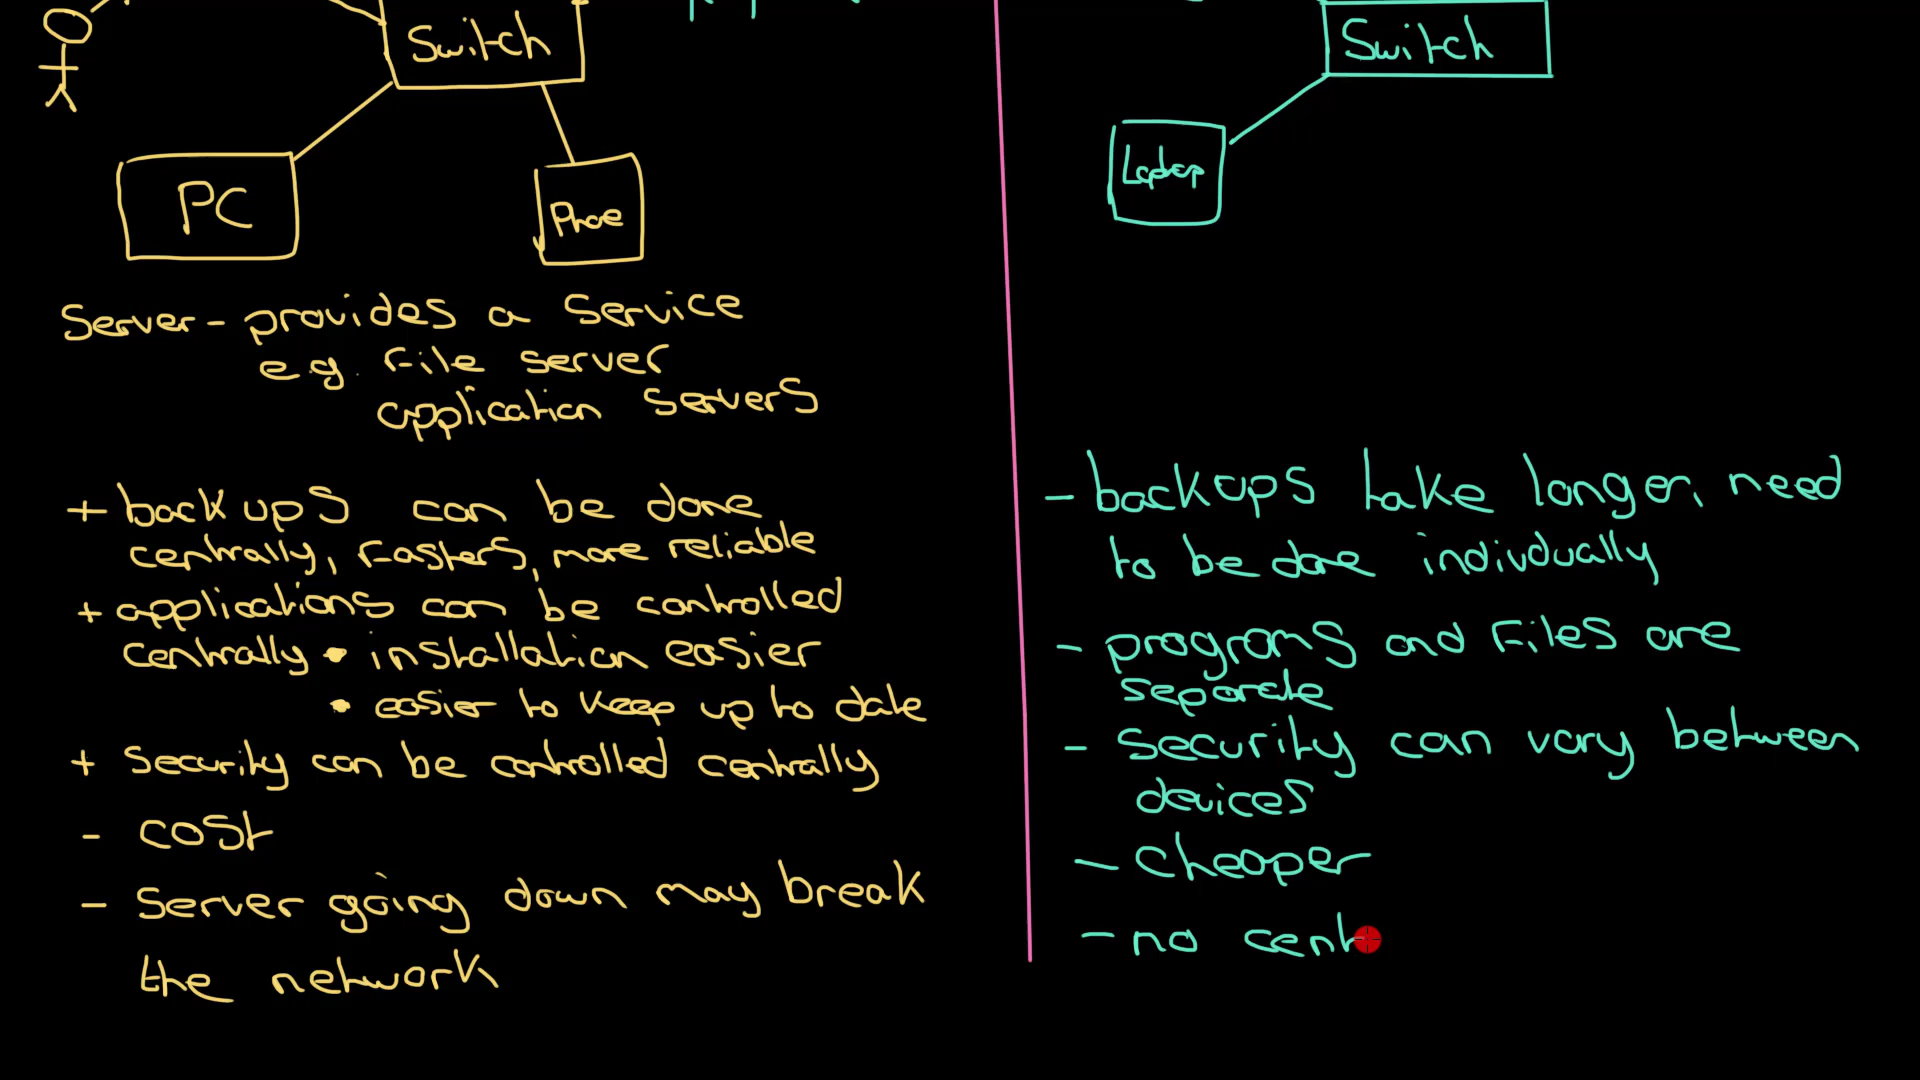 Switch
PC
Phone
Server - provides a service
e.g. file server
application servers
+ backups can be done
centrally, fasters, more reliable
+ applications can be controlled
centrally • installation easier
• easier to keep up to date
+ security can be controlled centrally
- cost
- server going down may break
the network
Switch
Laptop
- backups take longer, need
to be done indivdually
- programs and files are
separate
- security can vary between
devices
- cheaper
- no cent